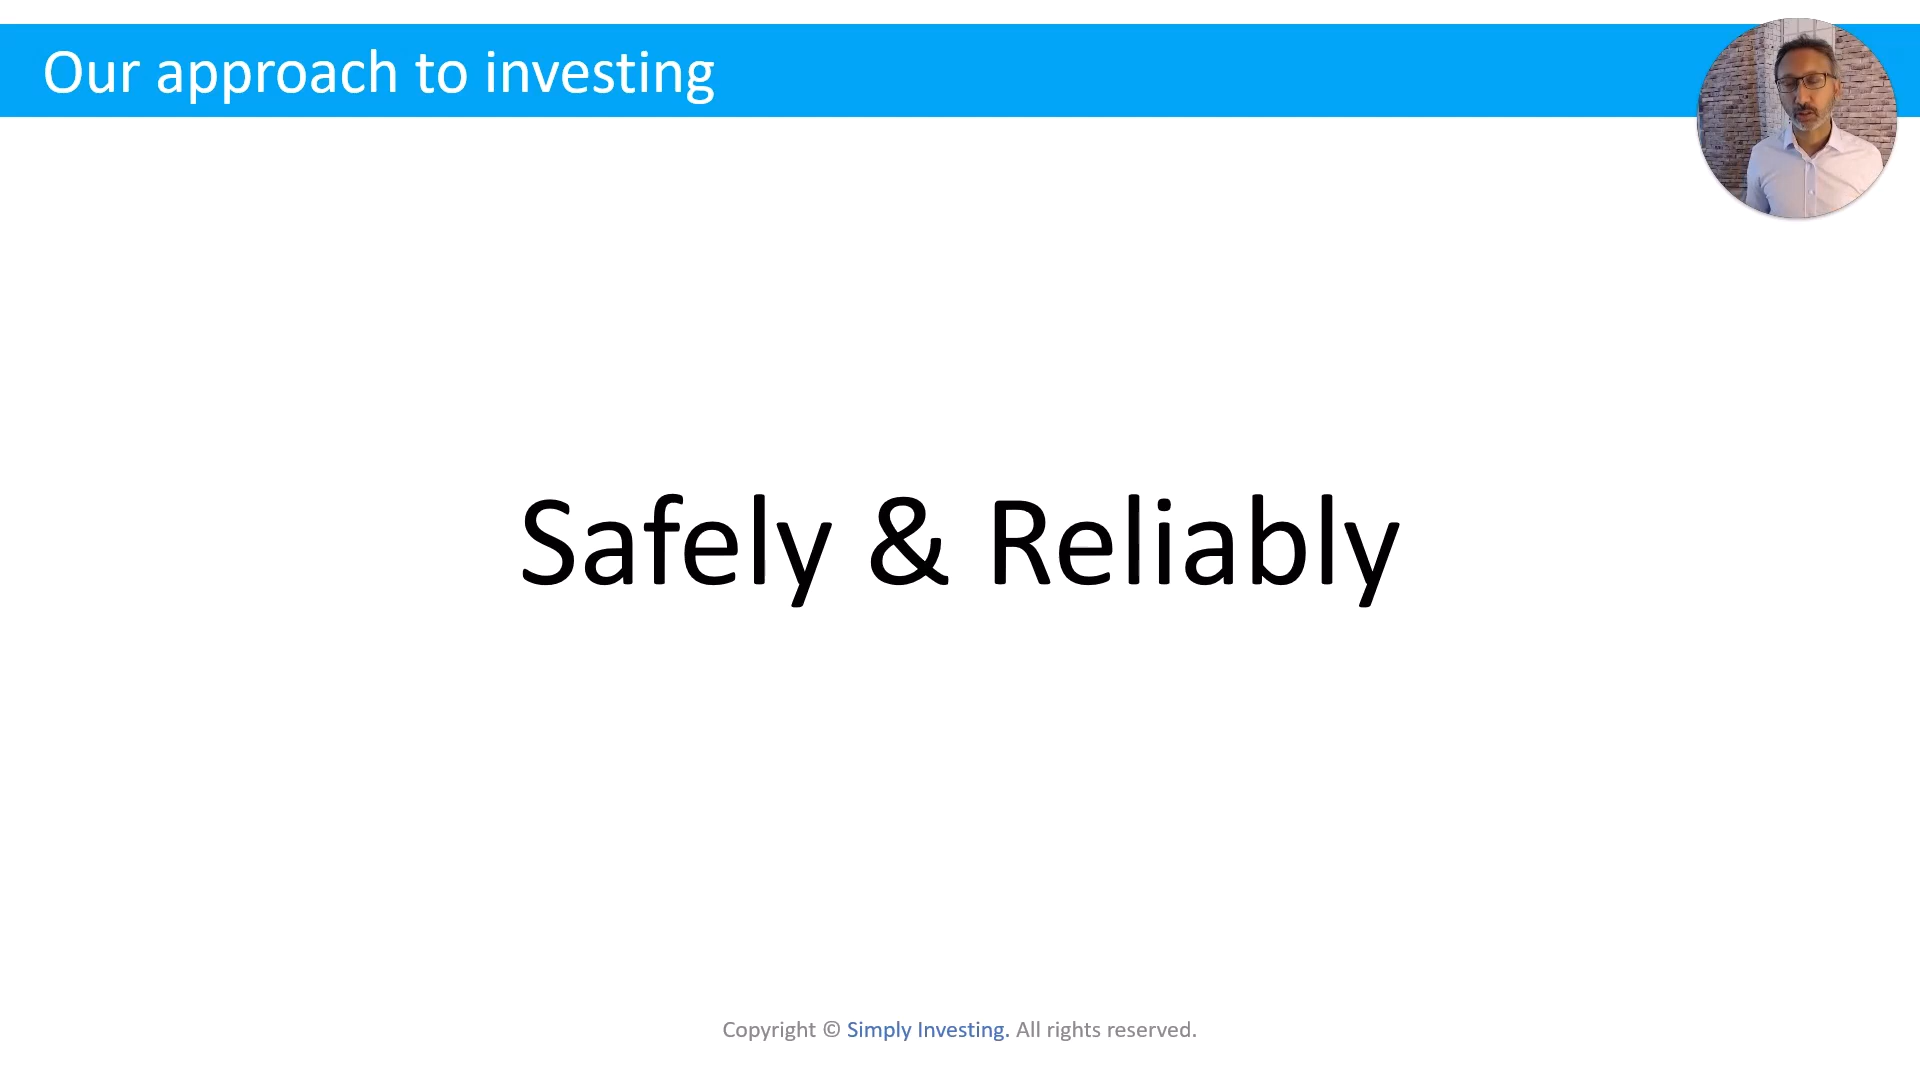 Our approach to investing
Safely & Reliably
Copyright © Simply Investing. All rights reserved.